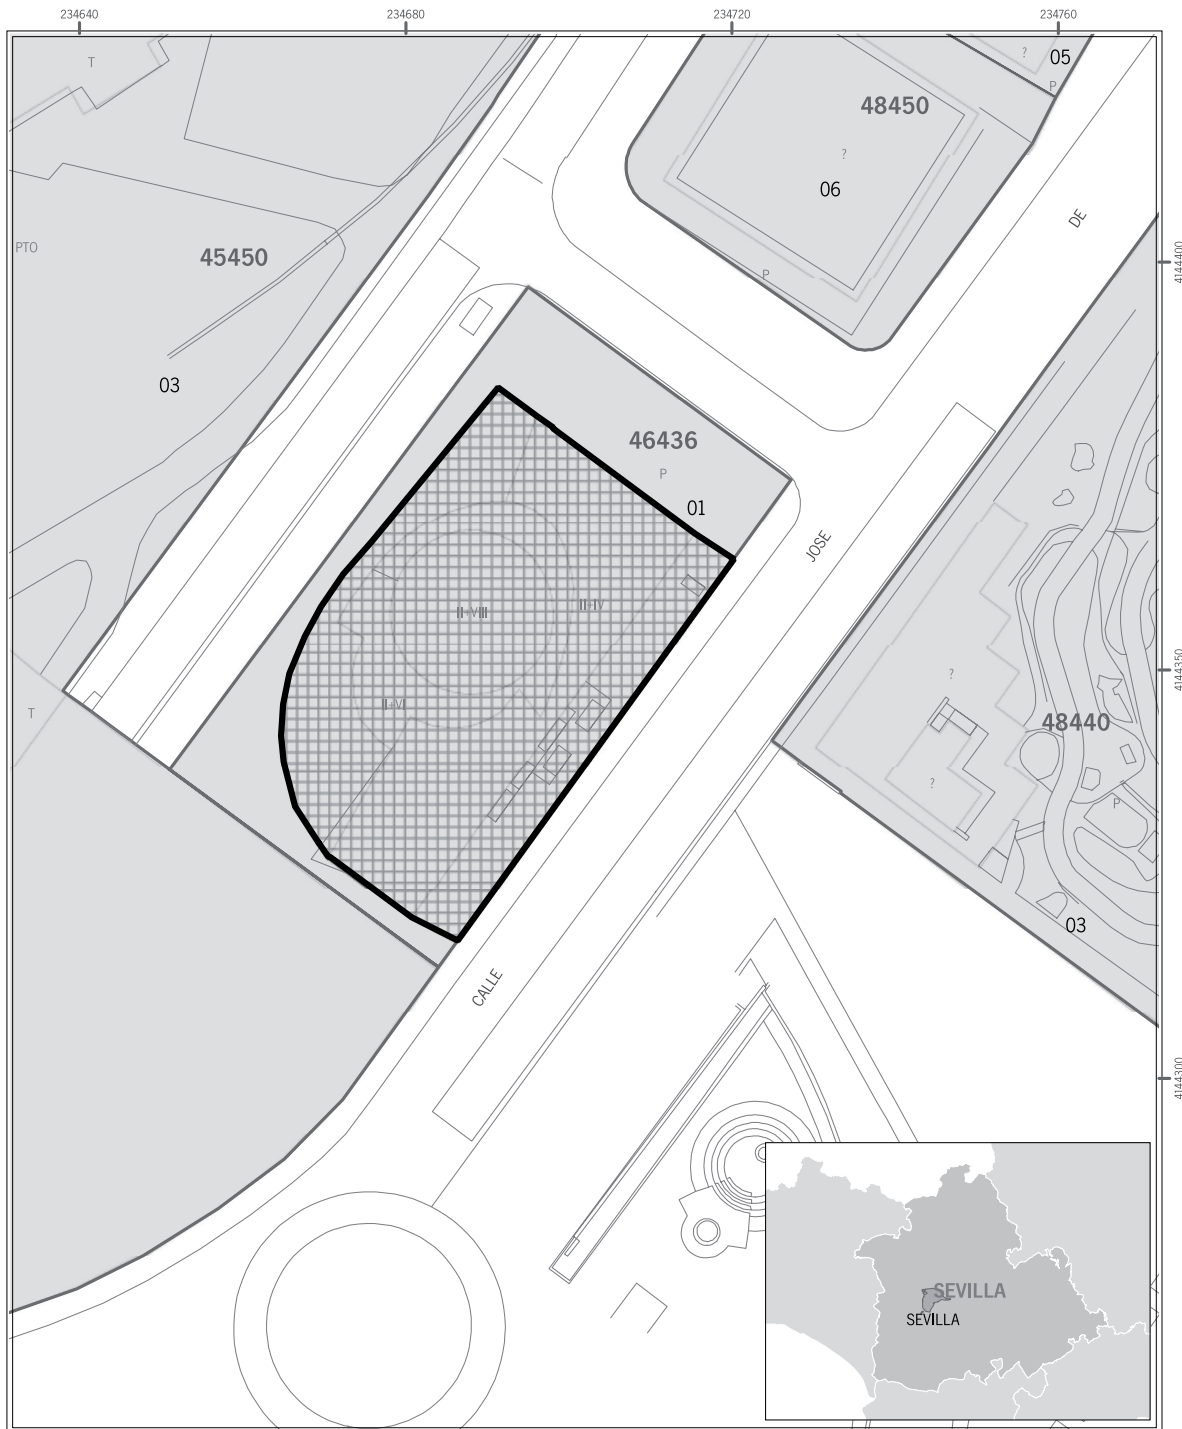 234640
234680
234720
234760
T
?
05
P
48450
?
06
DE
PTO
45450
P
4144400
03
46436
P
01
JOSE
II+VIII
II+IV
4144350
?
II+VI
T
48440
?
P
03
CALLE
4144300
SEVILLA
SEVILLA